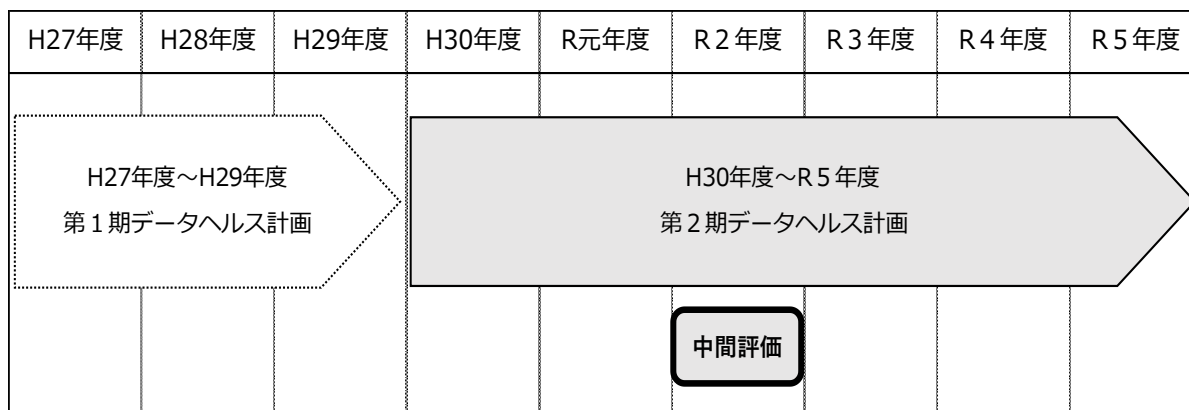 H27年度 H28年度 H29年度 H30年度 R元年度 R２年度 R３年度 R４年度 R５年度
H27年度～H29年度
第１期データヘルス計画
H30年度～R５年度
第２期データヘルス計画
中間評価